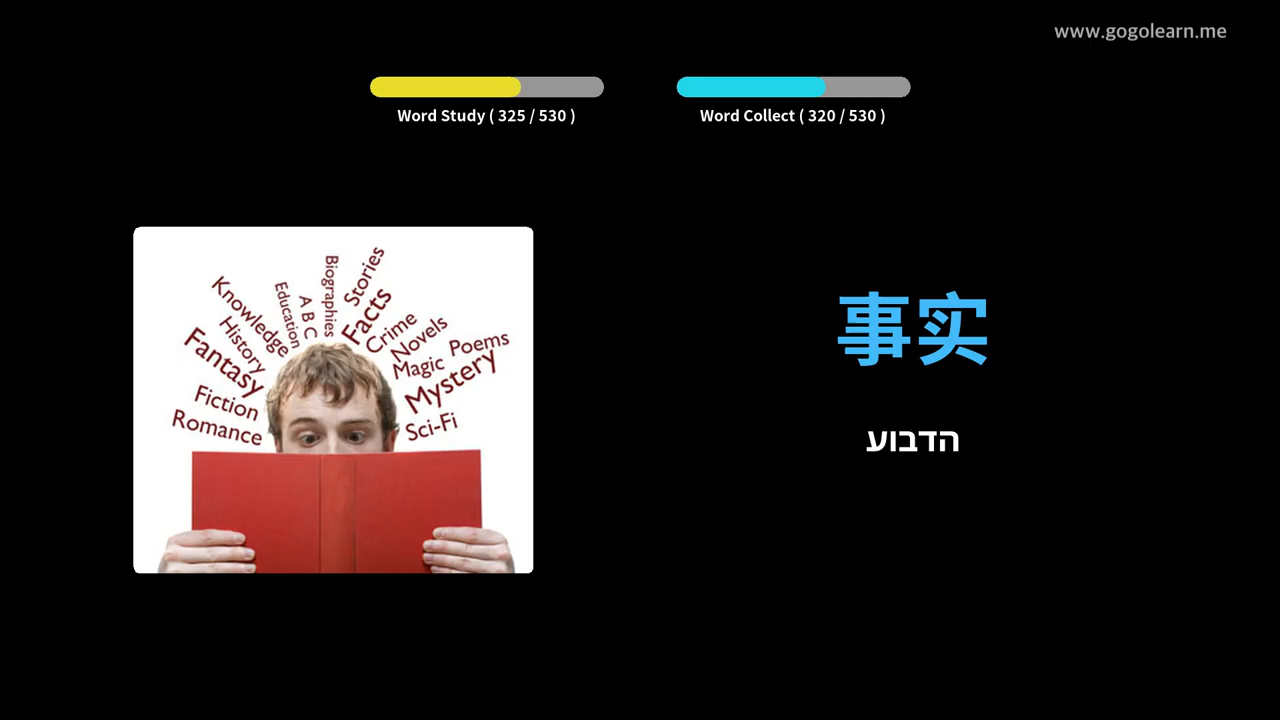 www.gogolearn.me
Word Study ( 325 / 530 )
Word Collect ( 320 / 530 )
Knowledge
History
Fantasy
Fiction
Romance
Education
A B C
Biographies
Stories
Facts
Crime
Novels
Magic
Poems
Mystery
Sci-Fi
事实
הדבוע